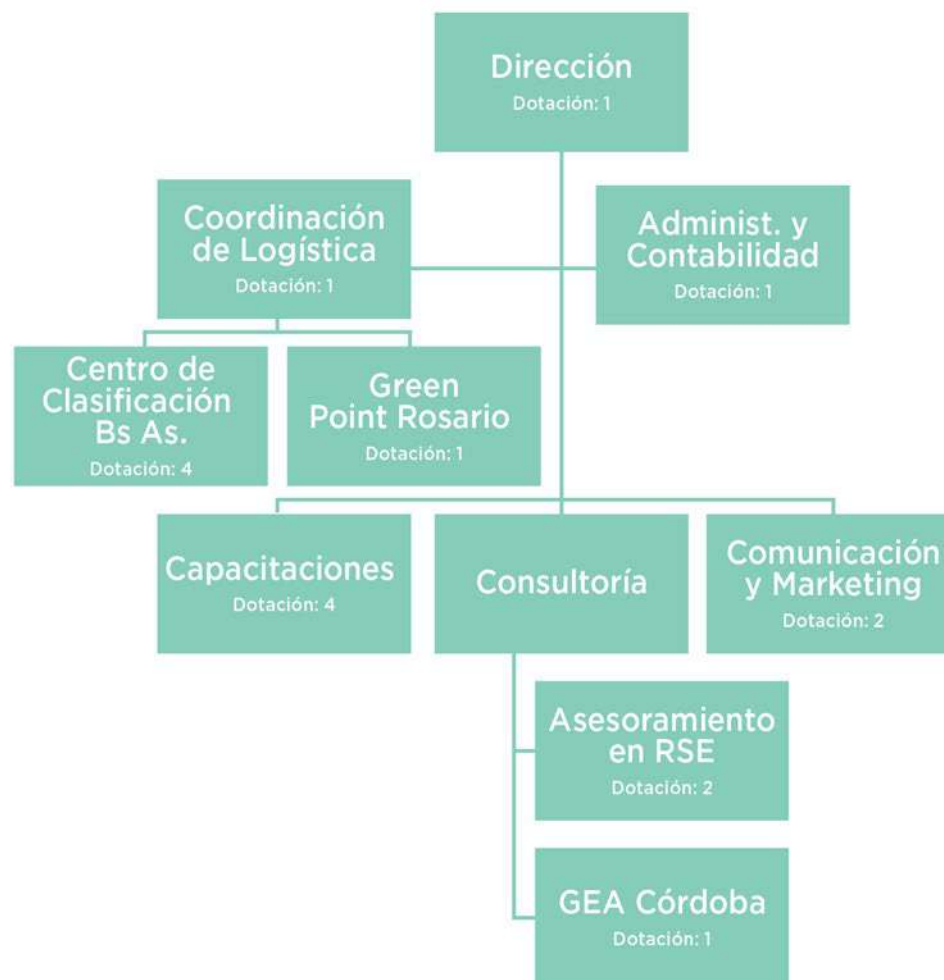 Dirección
Dotación: 1
Coordinación
de Logística
Dotación: 1
Administ. y
Contabilidad
Dotación: 1
Centro de
Clasificación
Bs As.
Dotación: 4
Green
Point Rosario
Dotación: 1
Capacitaciones
Dotación: 4
Consultoría
Comunicación
y Marketing
Dotación: 2
Asesoramiento
en RSE
Dotación: 2
GEA Córdoba
Dotación: 1